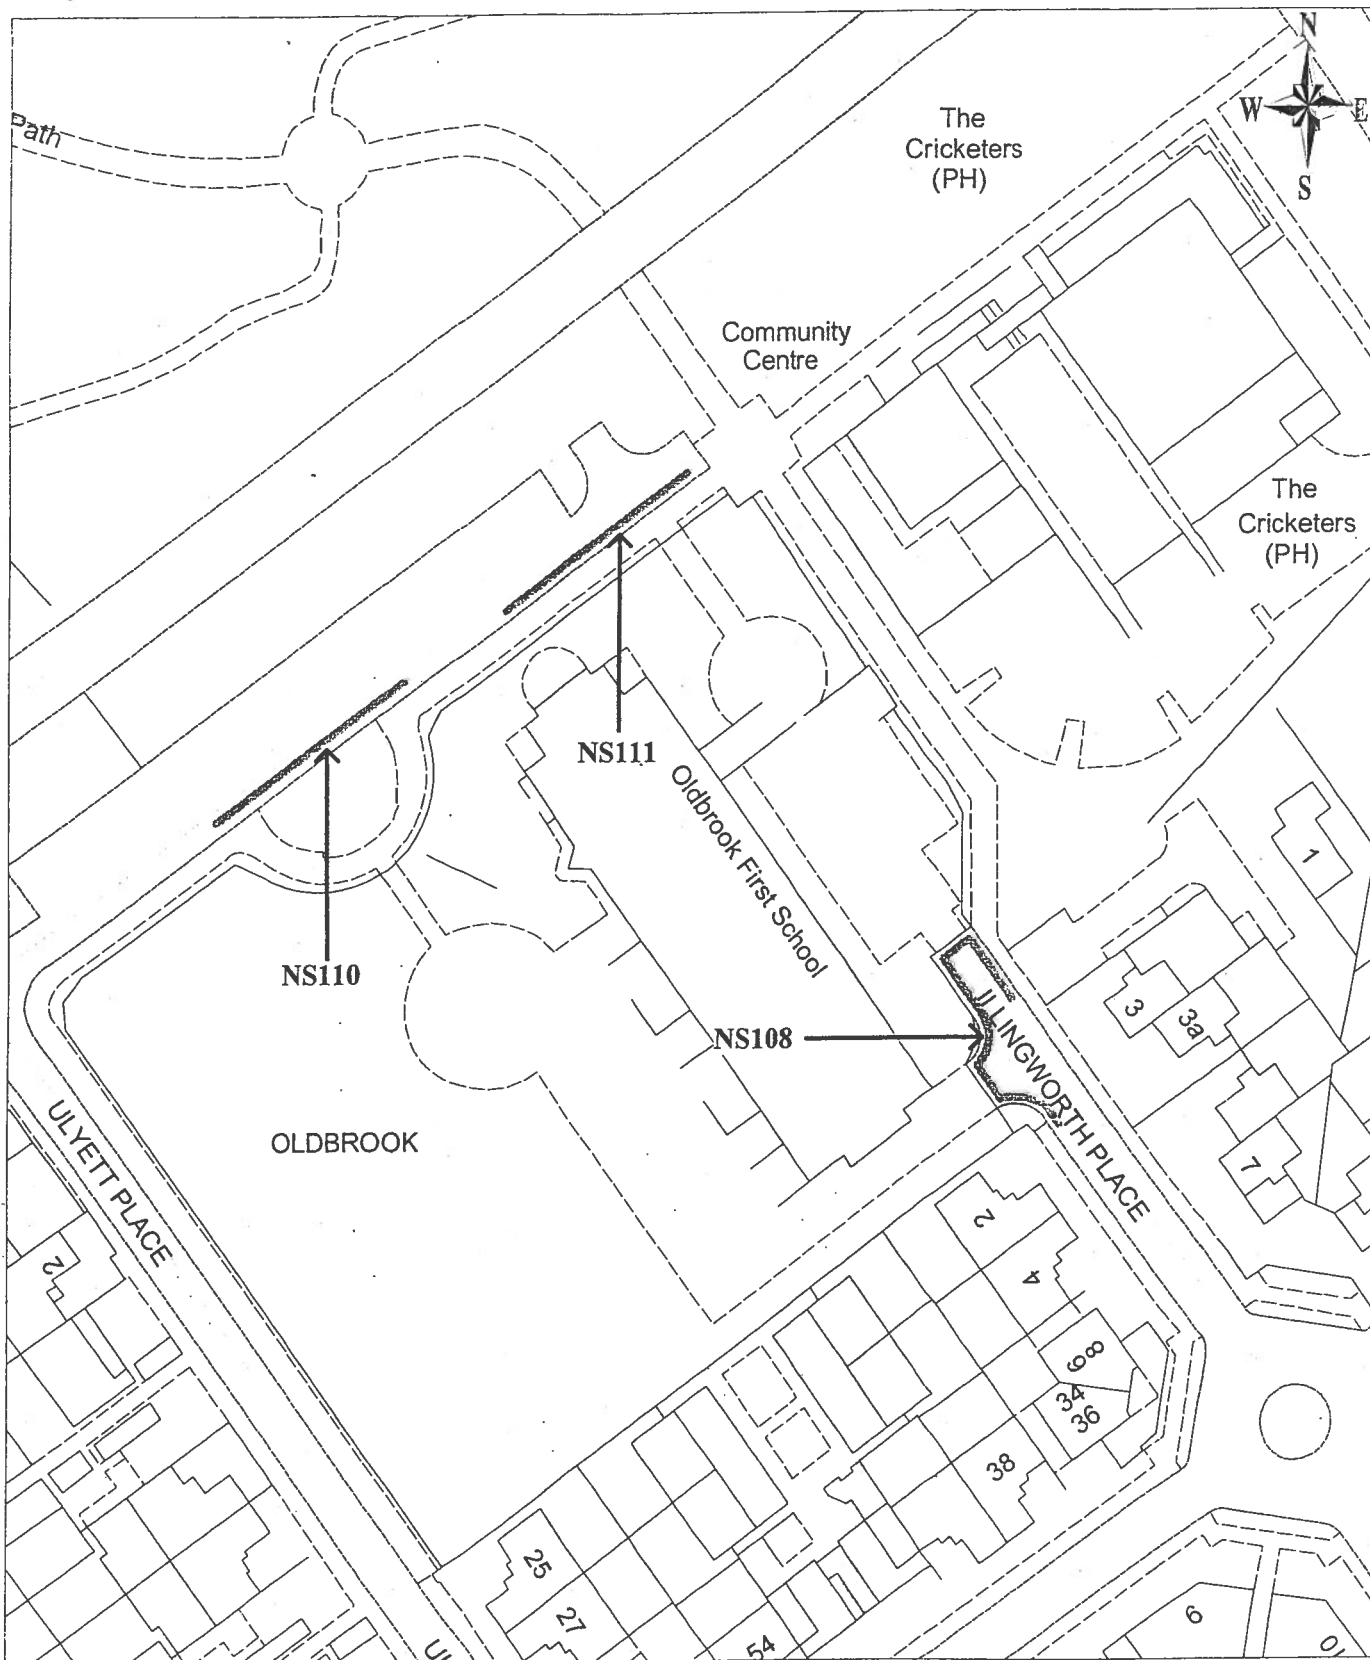 N
W
E
S
Path
The
Cricketers
(PH)
Community
Centre
The
Cricketers
(PH)
NS111
Oldbrook First School
1
NS110
3
3a
NS108
ILLINGWORTH PLACE
ULYETT PLACE
OLDBROOK
7
2
2
4
8
6
34
36
38
25
27
54
6
UL